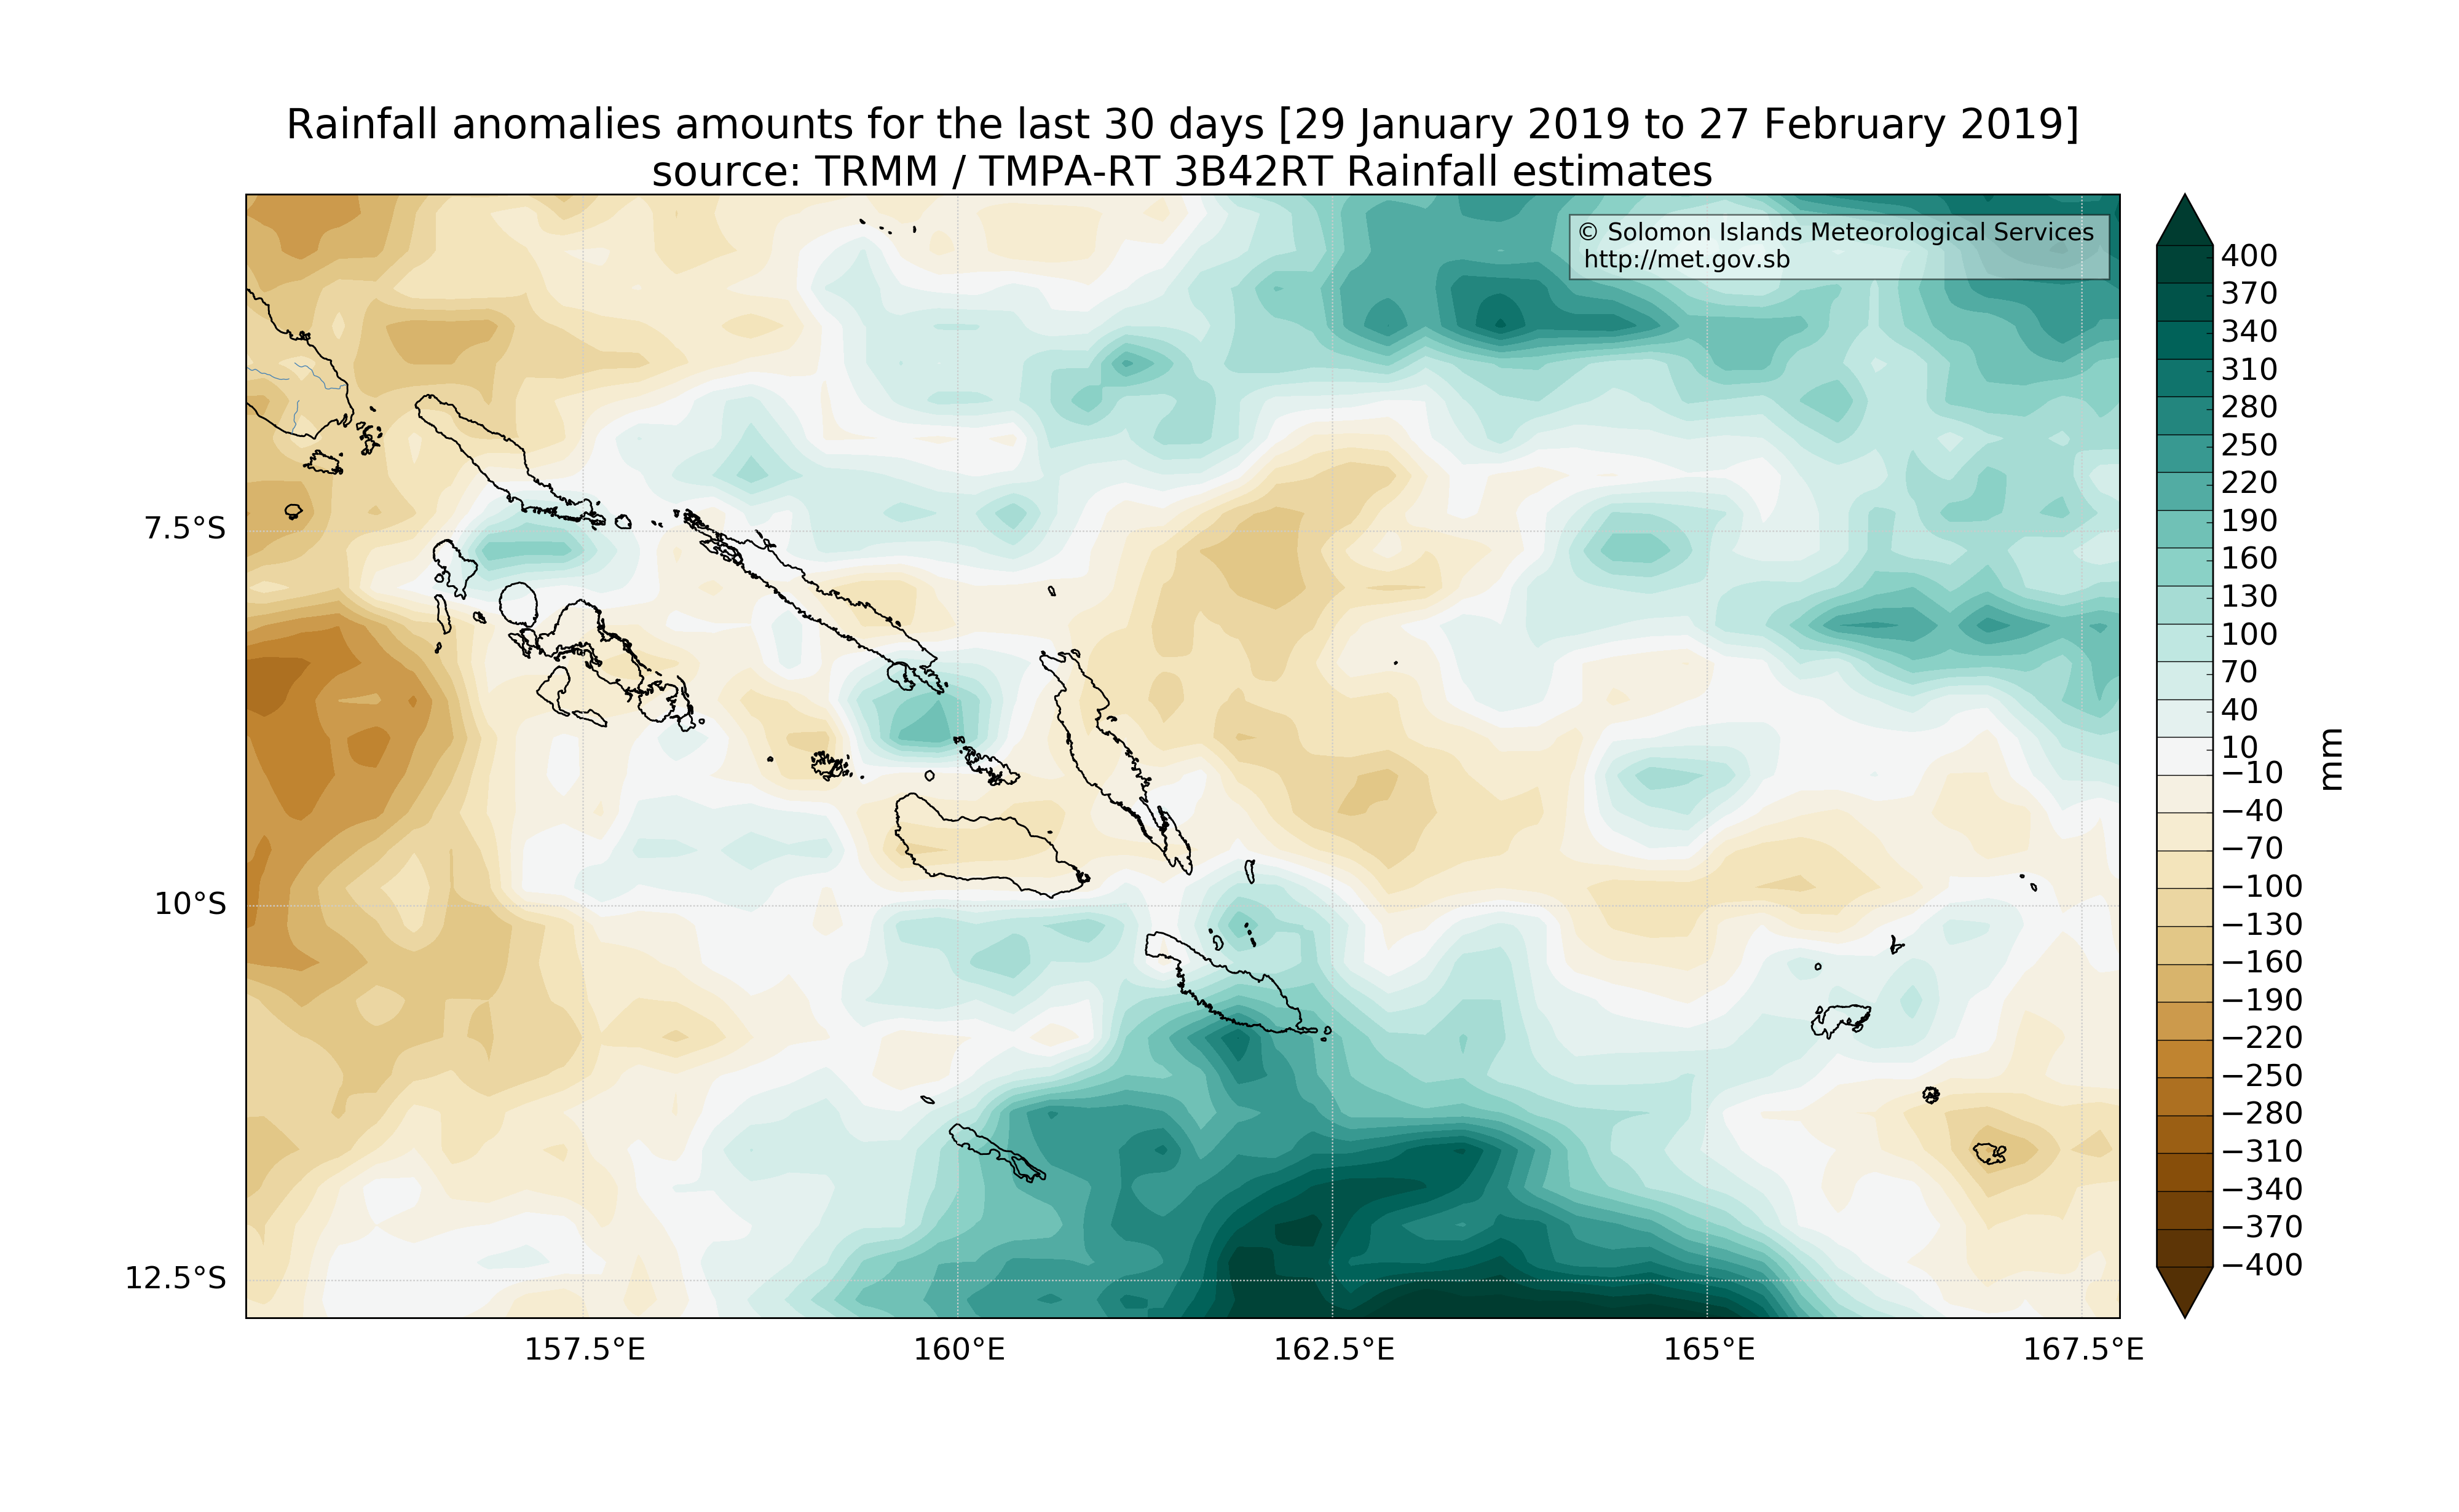 Rainfall anomalies amounts for the last 30 days [29 January 2019 to 27 February 2019]
source: TRMM / TMPA-RT 3B42RT Rainfall estimates
© Solomon Islands Meteorological Services
http://met.gov.sb
7.5°S
10°S
12.5°S
157.5°E
160°E
162.5°E
165°E
167.5°E
400
370
340
310
280
250
220
190
160
130
100
70
40
10
−10
−40
−70
−100
−130
−160
−190
−220
−250
−280
−310
−340
−370
−400
mm